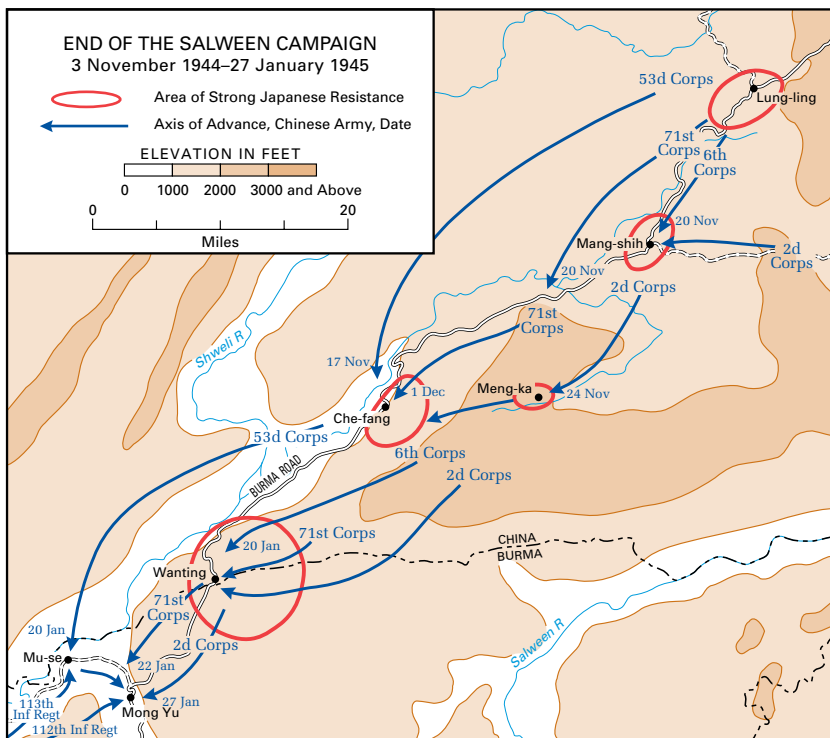 END OF THE SALWEEN CAMPAIGN
3 November 1944–27 January 1945
Area of Strong Japanese Resistance
Axis of Advance, Chinese Army, Date
ELEVATION IN FEET
0 1000 2000 3000 and Above
0 20
Miles
53d Corps
Lung-ling
71st
Corps
6th
Corps
20 Nov
Mang-shih
2d
Corps
20 Nov
2d Corps
71st
Corps
Shweli R
17 Nov
Meng-ka
24 Nov
1 Dec
Che-fang
53d Corps
6th Corps
BURMA ROAD
2d Corps
71st Corps
20 Jan
CHINA
BURMA
Wanting
71st
Corps
20 Jan
2d Corps
Salween R
Mu-se
22 Jan
113th
Inf Regt
27 Jan
Mong Yu
112th Inf Regt